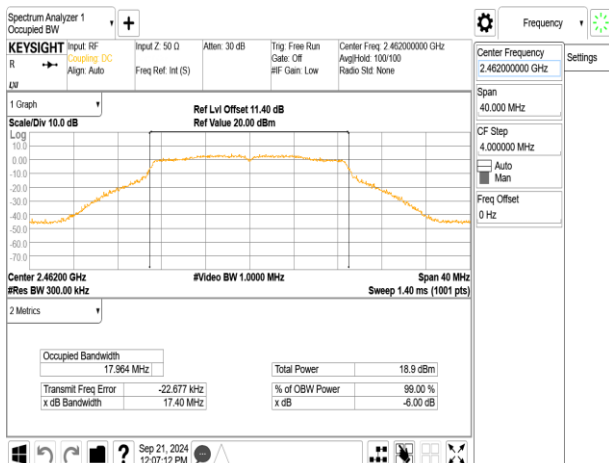 Spectrum Analyzer 1
Occupied BW
Frequency
KEYSIGHT
R
LXI
Input: RF
Coupling: DC
Align: Auto
Input Z: 50 Ω
Freq Ref: Int (S)
Atten: 30 dB
Trig: Free Run
Gate: Off
#IF Gain: Low
Center Freq: 2.462000000 GHz
Avg|Hold: 100/100
Radio Std: None
Center Frequency
2.462000000 GHz
Settings
Span
40.000 MHz
CF Step
4.000000 MHz
Auto
Man
Freq Offset
0 Hz
1 Graph
Scale/Div 10.0 dB
Ref Lvl Offset 11.40 dB
Ref Value 20.00 dBm
Log
10.0
0.00
-10.0
-20.0
-30.0
-40.0
-50.0
-60.0
-70.0
Center 2.46200 GHz
#Res BW 300.00 kHz
#Video BW 1.0000 MHz
Span 40 MHz
Sweep 1.40 ms (1001 pts)
2 Metrics
Occupied Bandwidth
17.964 MHz
Transmit Freq Error -22.677 kHz
x dB Bandwidth 17.40 MHz
Total Power 18.9 dBm
% of OBW Power 99.00 %
x dB -6.00 dB
?
Sep 21, 2024
12:07:12 PM